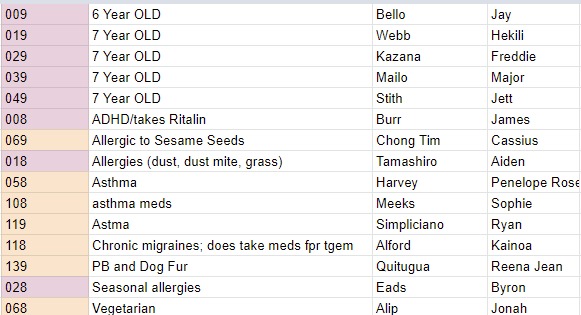 009 6 Year OLD Bello Jay
019 7 Year OLD Webb Hekili
029 7 Year OLD Kazana Freddie
039 7 Year OLD Mailo Major
049 7 Year OLD Stith Jett
008 ADHD/takes Ritalin Burr James
069 Allergic to Sesame Seeds Chong Tim Cassius
018 Allergies (dust, dust mite, grass) Tamashiro Aiden
058 Asthma Harvey Penelope Rose
108 asthma meds Meeks Sophie
119 Astma Simpliciano Ryan
118 Chronic migraines; does take meds fpr tgem Alford Kainoa
139 PB and Dog Fur Quitugua Reena Jean
028 Seasonal allergies Eads Byron
068 Vegetarian Alip Jonah